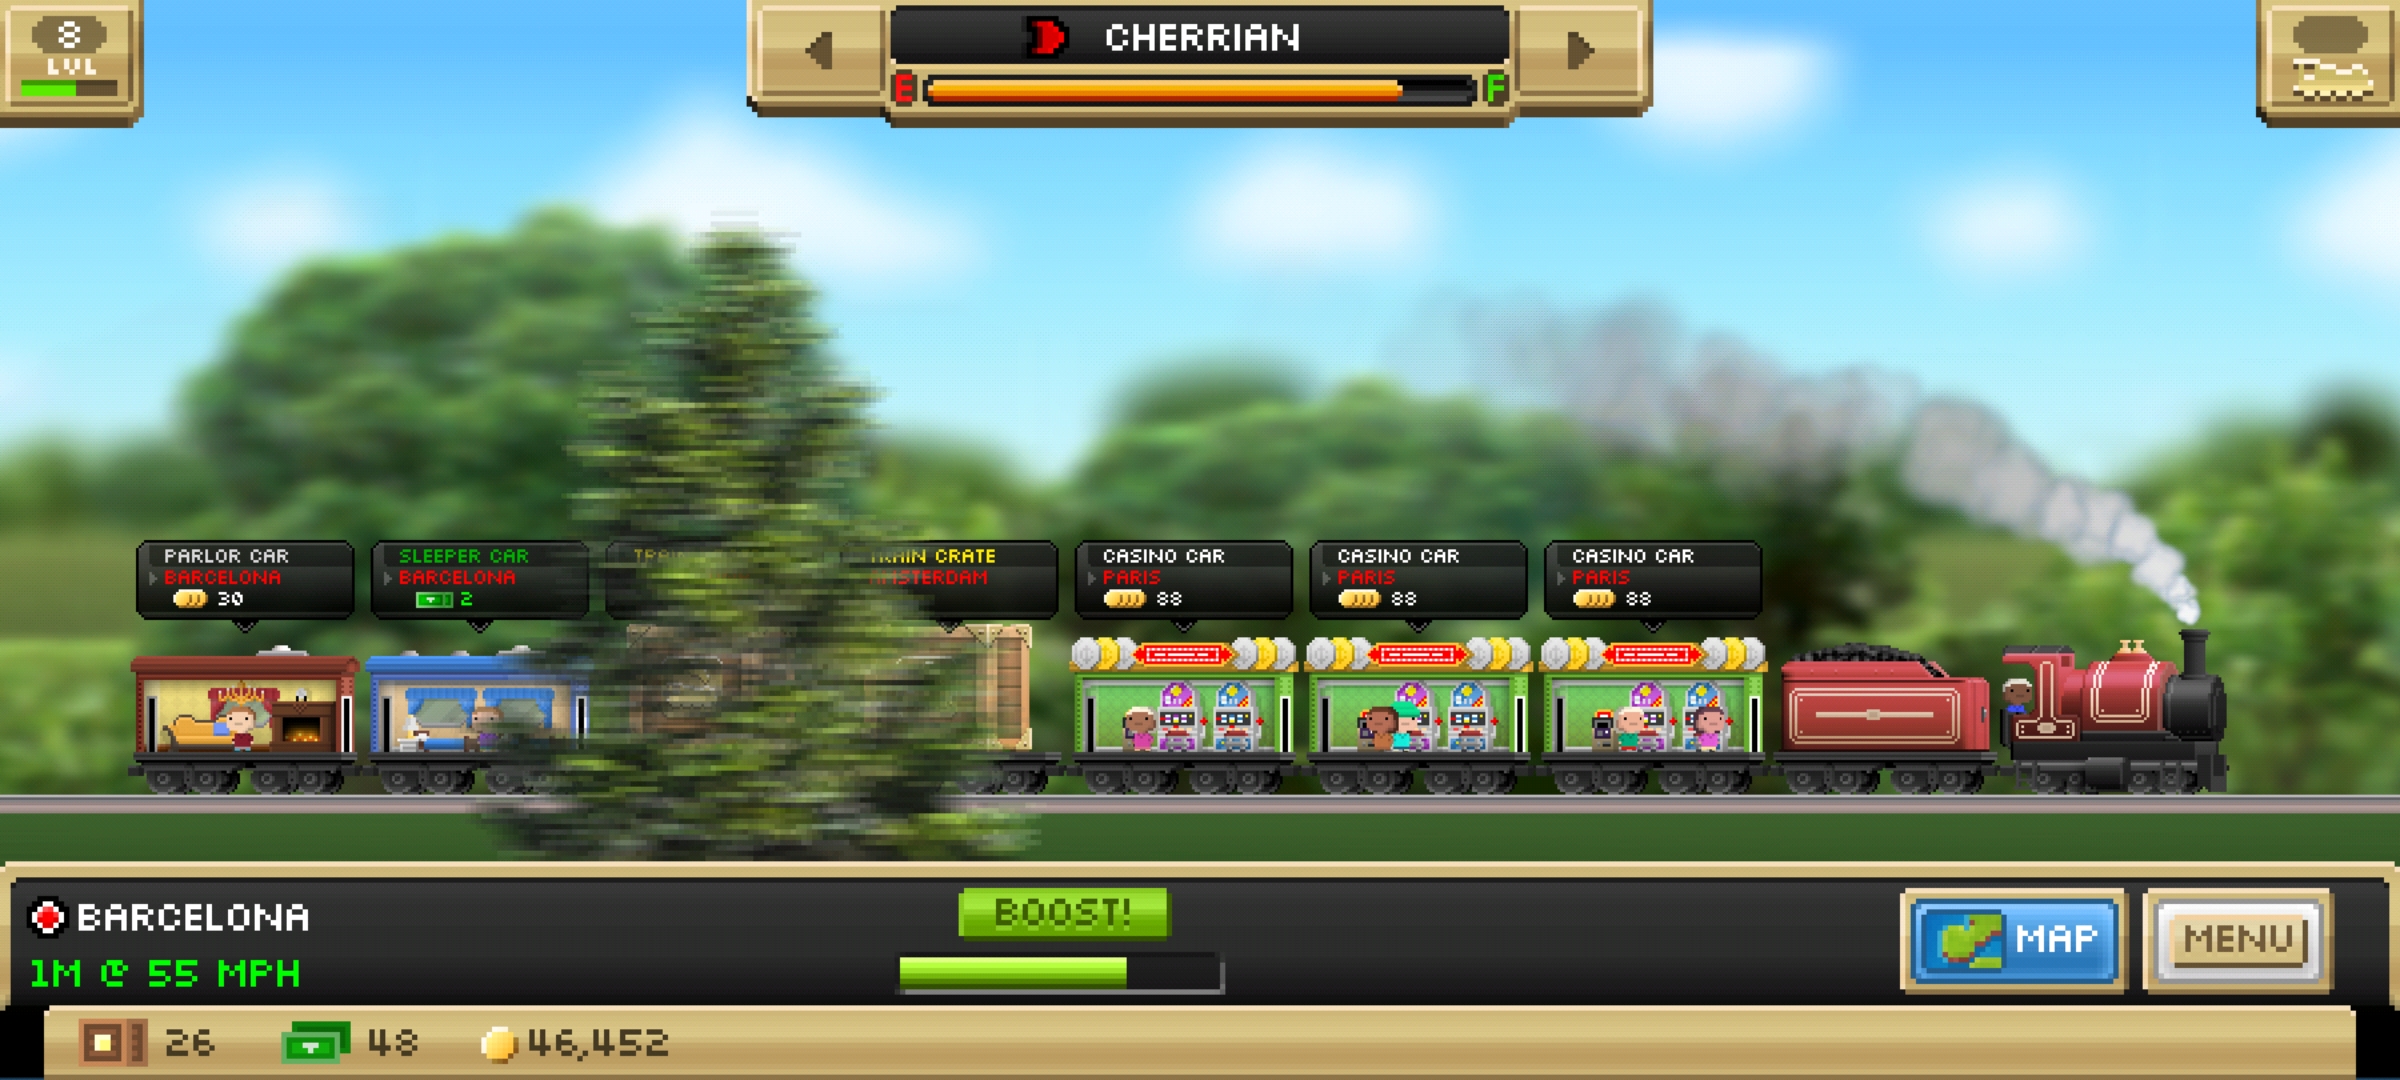 8
LVL
CHERRIAN
E F
PARLOR CAR
BARCELONA
30
SLEEPER CAR
BARCELONA
2
CRATE
CASINO CAR
PARIS
88
CASINO CAR
PARIS
88
CASINO CAR
PARIS
88
BARCELONA
1M @ 55 MPH
BOOST!
MAP
MENU
26
48
46,452